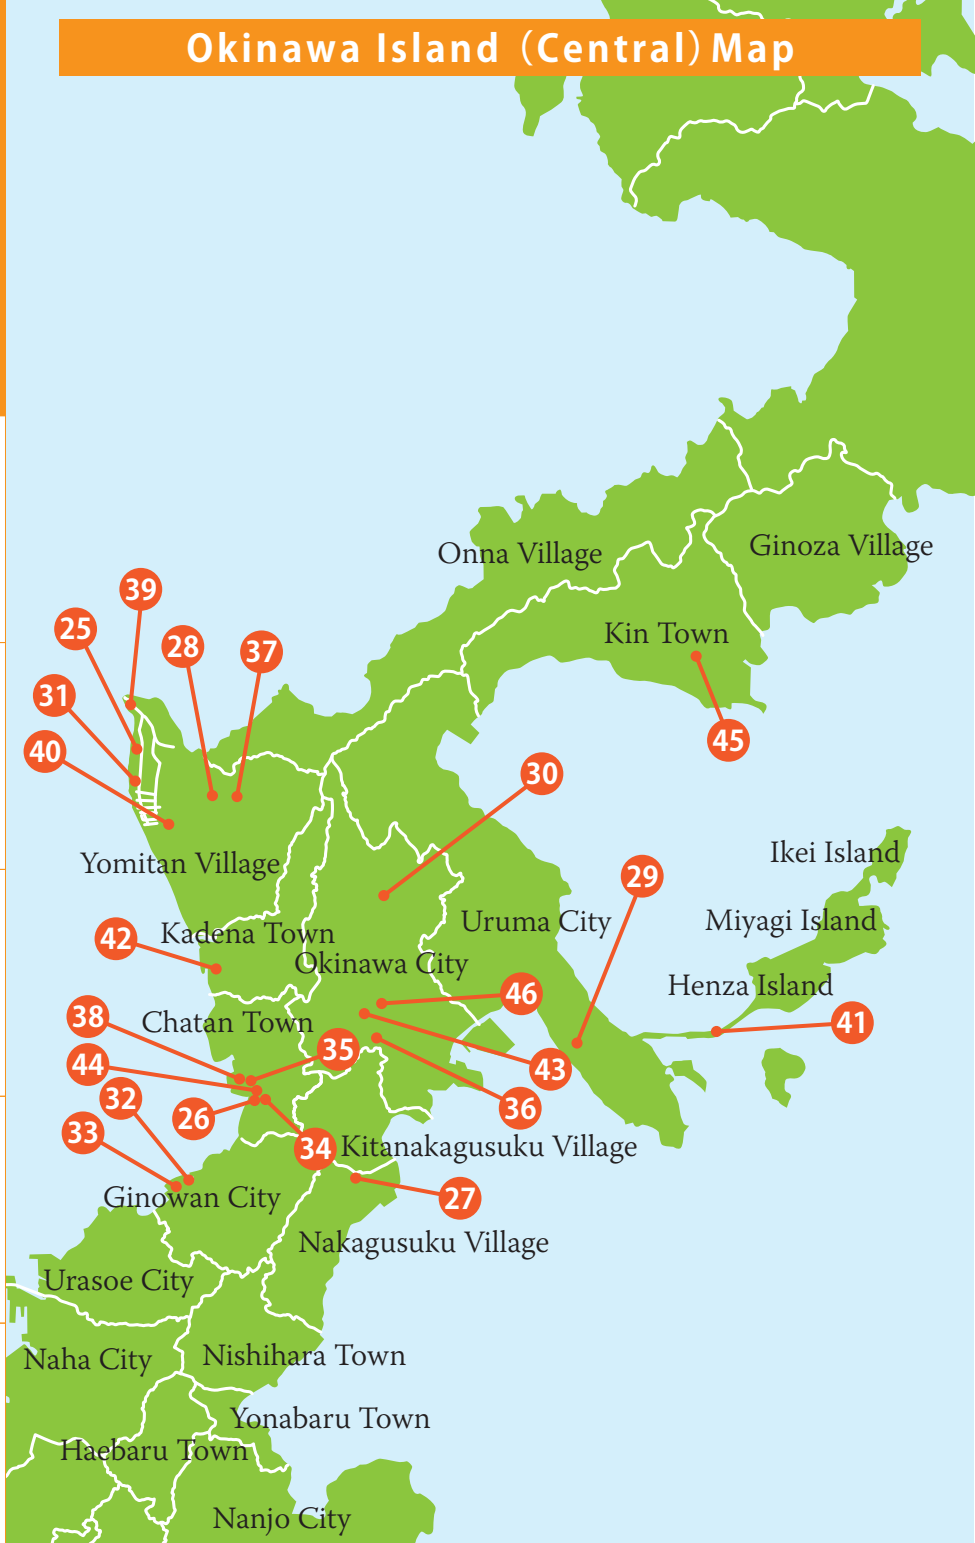 Okinawa Island （Central）Map
Onna Village
Ginoza Village
39
Kin Town
25
28
37
31
40
45
30
Ikei Island
Yomitan Village
29
Miyagi Island
Uruma City
42
Kadena Town
Okinawa City
Henza Island
46
38
Chatan Town
41
35
44
43
32
36
26
33
34
Kitanakagusuku Village
Ginowan City
27
Nakagusuku Village
Urasoe City
Naha City
Nishihara Town
Yonabaru Town
Haebaru Town
Nanjo City